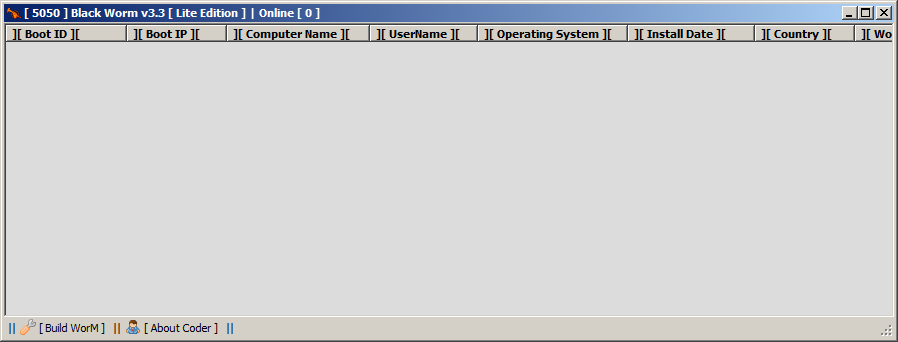 [ 5050 ] Black Worm v3.3 [ Lite Edition ] | Online [ 0 ]
][ Boot ID ][ ][ Boot IP ][ ][ Computer Name ][ ][ UserName ][ ][ Operating System ][ ][ Install Date ][ ][ Country ][ ][ Wo
|| [ Build WorM ] || [ About Coder ] ||